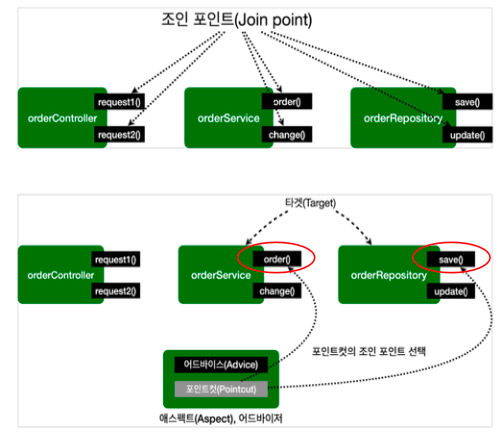 조인 포인트(Join point)
request1()
orderController
request2()
order()
orderService
change()
save()
orderRepository
update()
타겟(Target)
request1()
orderController
request2()
order()
orderService
change()
save()
orderRepository
update()
포인트컷의 조인 포인트 선택
어드바이스(Advice)
포인트컷(Pointcut)
애스펙트(Aspect), 어드바이저